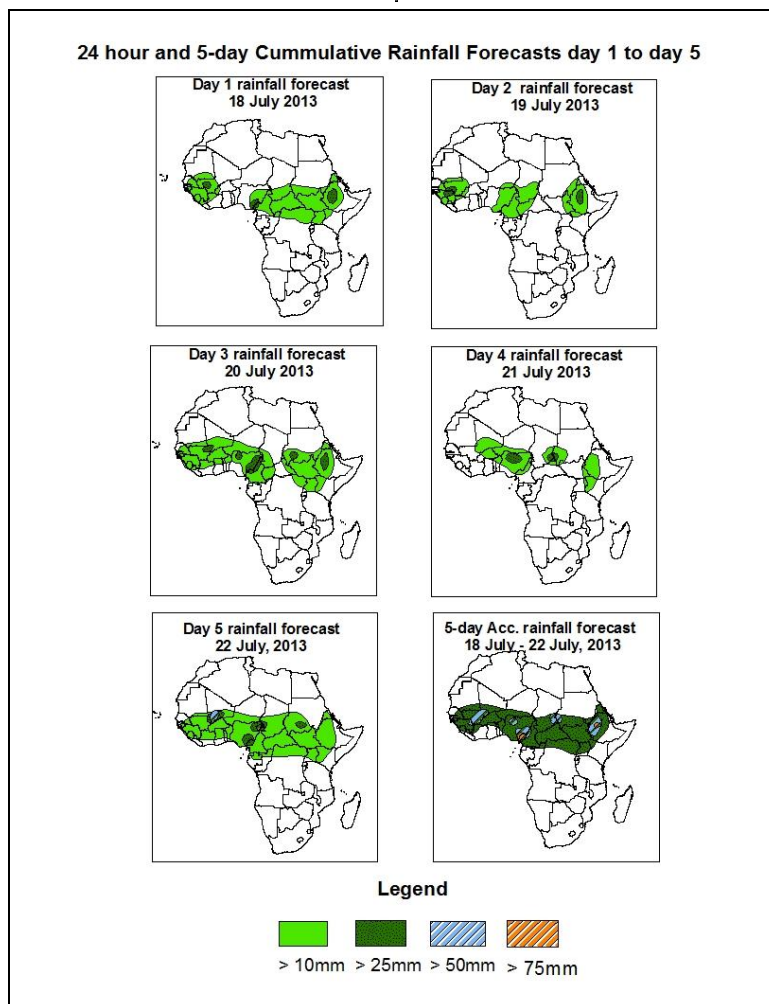 24 hour and 5-day Cummulative Rainfall Forecasts day 1 to day 5
Day 1 rainfall forecast
18 July 2013
Day 2 rainfall forecast
19 July 2013
Day 3 rainfall forecast
20 July 2013
Day 4 rainfall forecast
21 July 2013
Day 5 rainfall forecast
22 July, 2013
5-day Acc. rainfall forecast
18 July - 22 July, 2013
Legend
> 10mm > 25mm > 50mm > 75mm